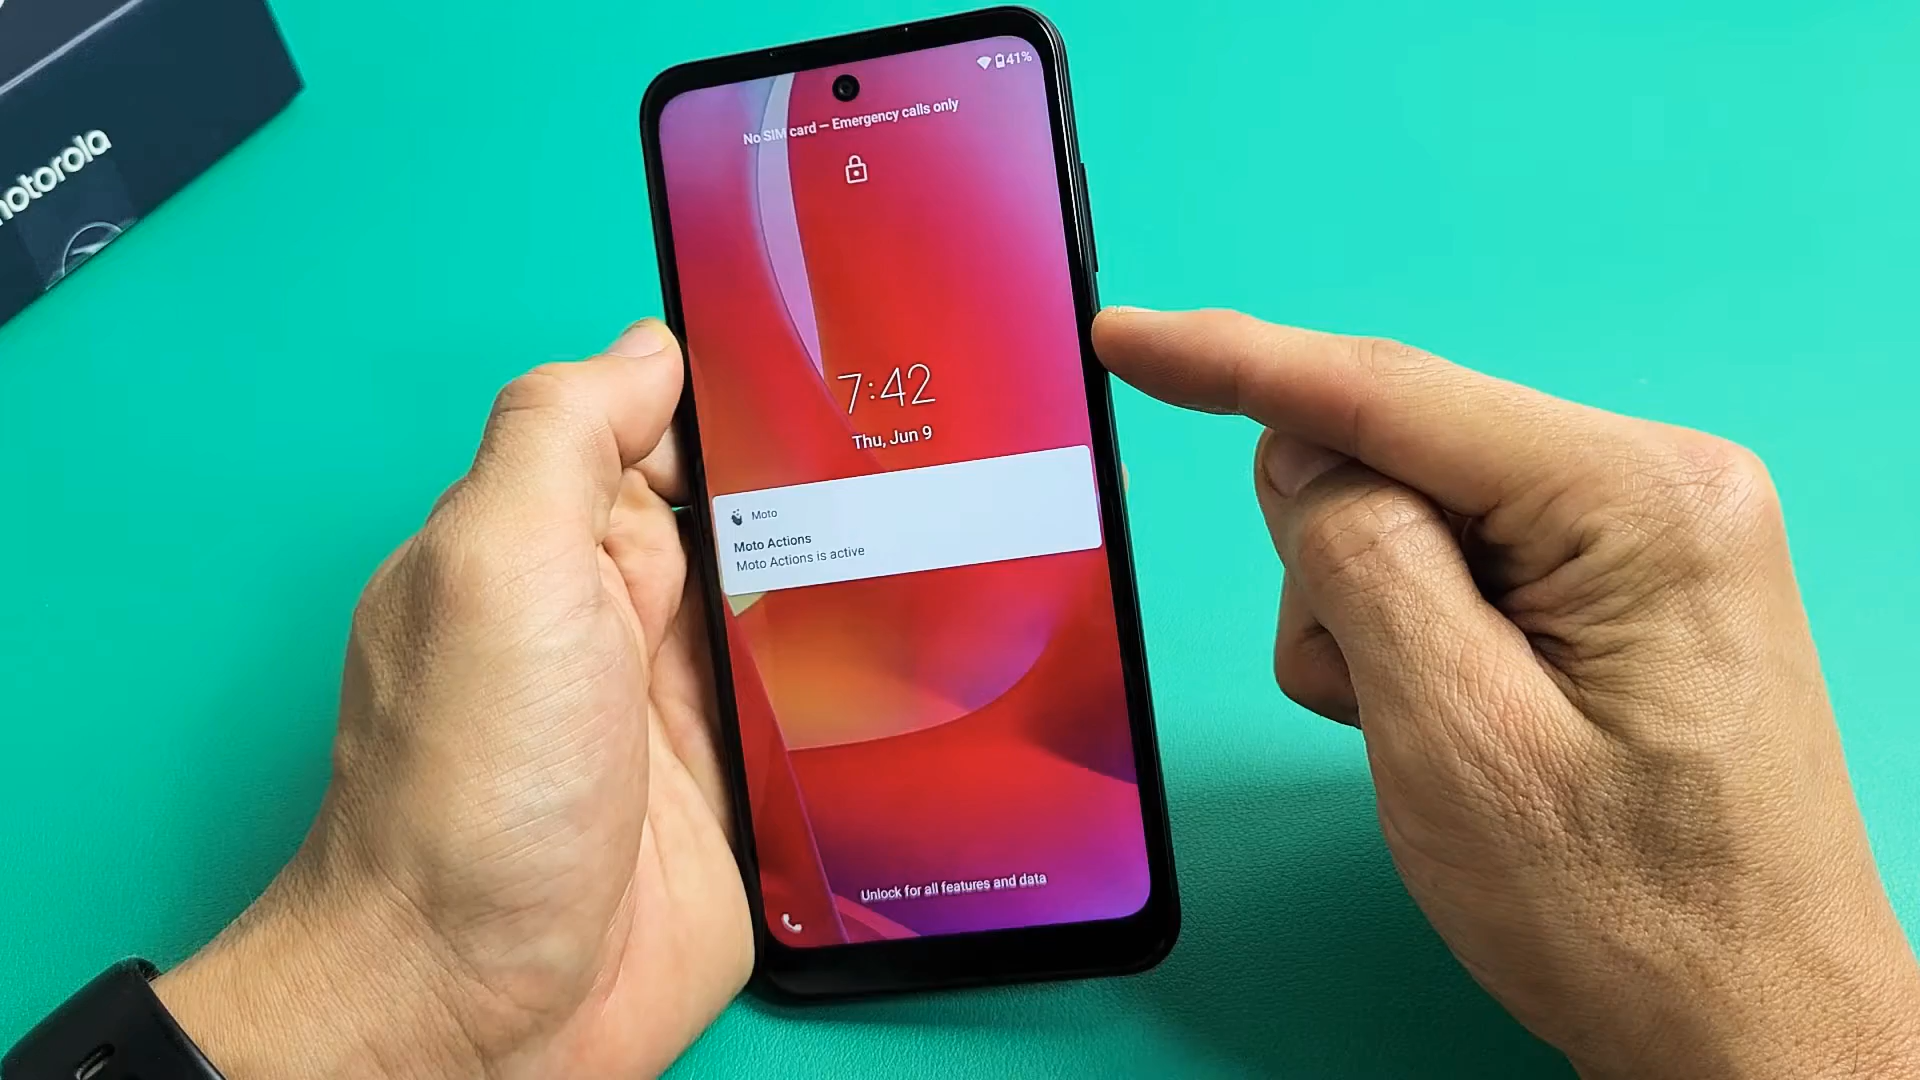 motorola
41%
No SIM card – Emergency calls only
7:42
Thu, Jun 9
Moto
Moto Actions
Moto Actions is active
Unlock for all features and data